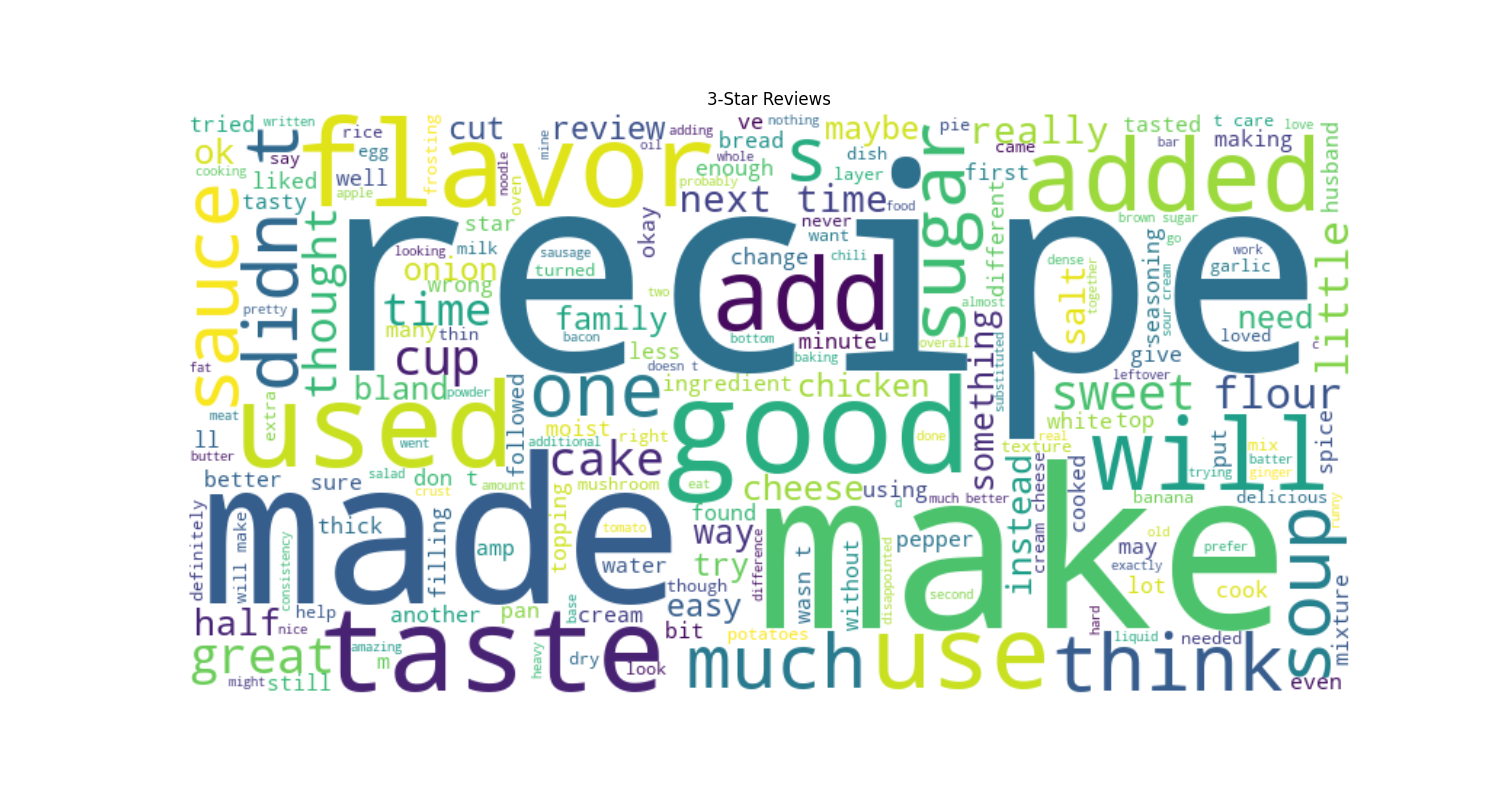 3-Star Reviews
tried
written
didn t
flavor
rice
egg
frosting
cut
noodle
mine
review
oil
adding
ve
nothing
bread
maybe
pie
really
tasted
t care
love
ok
say
cooking
liked
tasty
well
apple
oven
whole
enough
probably
s
dish
layer
came
first
bar
making
added
husband
sauce
thought
star
okay
next time
food
sugar
different
brown sugar
recipe
looking
milk
onion
wrong
sausage
turned
never
want
change
chili
add
dense
salt
together
seasoning
go
sour cream
work
garlic
little
pretty
time
many
thin
family
bacon
two
bottom
minute
u
baking
almost
overall
need
loved
c
fat
cup
less
doesn t
something
substituted
give
leftover
bland
powder
one
ingredient
chicken
sweet
flour
meat
extra
used
went
followed
moist
right
additional
good
done
white
top
real
texture
will
put
mix
batter
trying
ginger
spice
ll
butter
better
sure
salad
don t
amount
crust
cake
mushroom
eat
cheese
using
much better
d
instead
cream cheese
cooked
banana
delicious
runny
definitely
will make
consistency
thick
filling
made
amp
topping
tomato
water
found
way
try
difference
make
wasn t
without
disappointed
pepper
may
exactly
old
prefer
lot
cook
soup
mixture
half
nice
help
another
pan
base
cream
though
easy
bit
potatoes
second
hard
liquid
needed
great
might
still
amazing
m
taste
heavy
dry
look
much
use
think
even